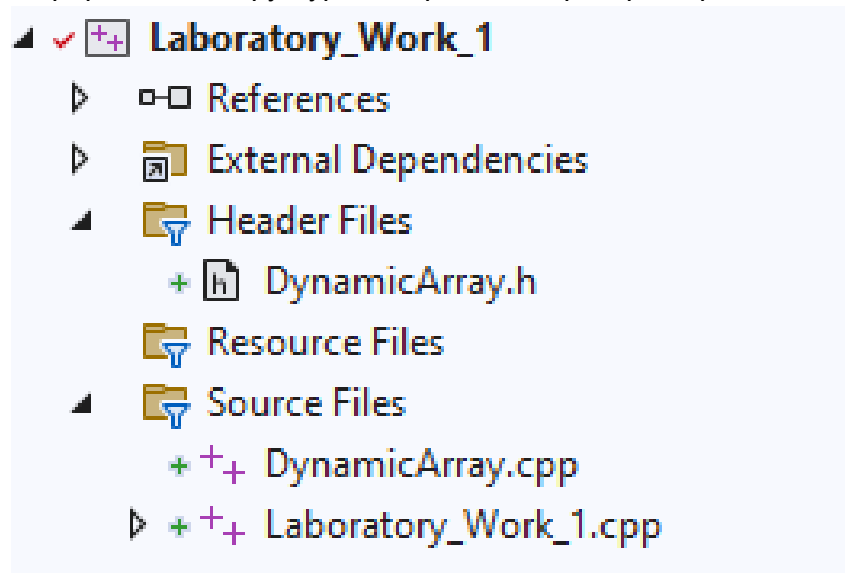 Laboratory_Work_1
References
External Dependencies
Header Files
DynamicArray.h
Resource Files
Source Files
DynamicArray.cpp
Laboratory_Work_1.cpp